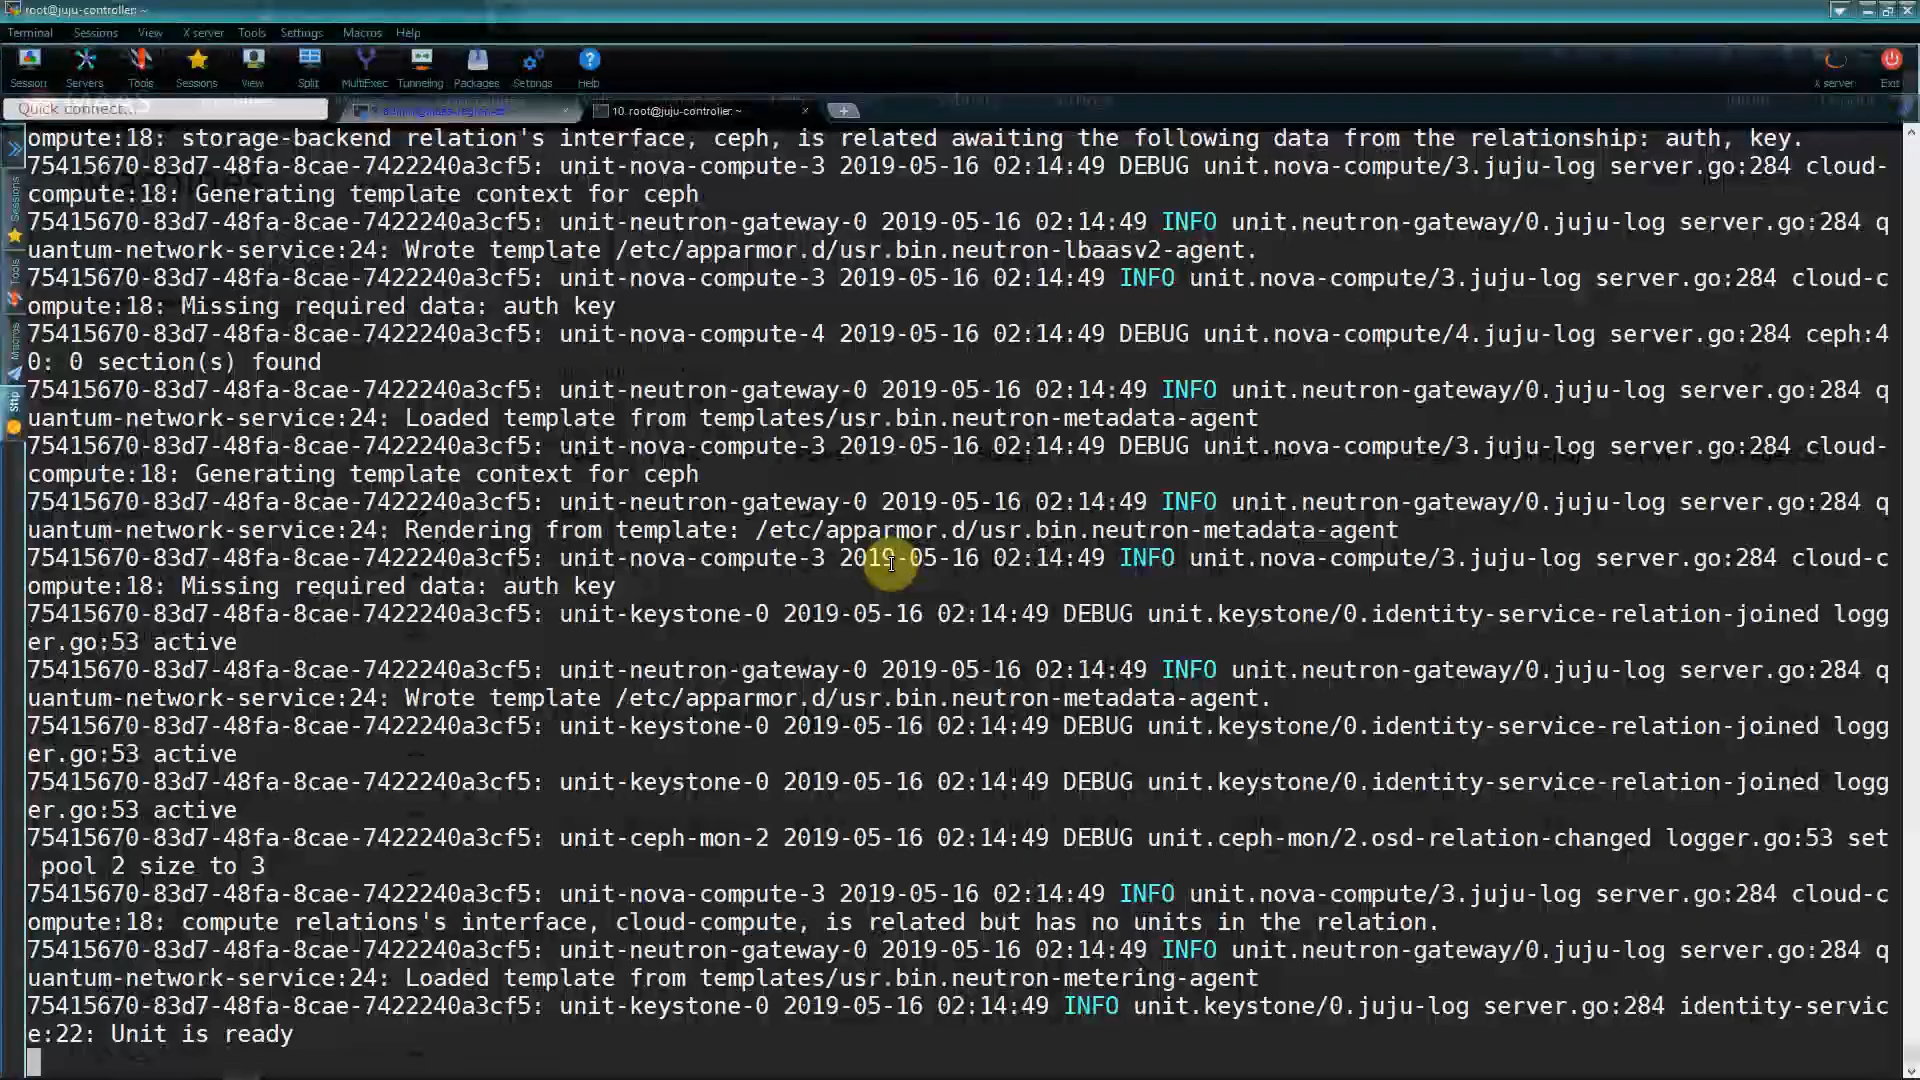 root@juju-controller: ~
Terminal Sessions View X server Tools Settings Macros Help
Session Servers Tools Sessions View Split MultiExec Tunneling Packages Settings Help X server Exit
Quick connect... 10. root@juju-controller: ~
ompute:18: storage-backend relation's interface, ceph, is related awaiting the following data from the relationship: auth, key.
75415670-83d7-48fa-8cae-7422240a3cf5: unit-nova-compute-3 2019-05-16 02:14:49 DEBUG unit.nova-compute/3.juju-log server.go:284 cloud-
compute:18: Generating template context for ceph
75415670-83d7-48fa-8cae-7422240a3cf5: unit-neutron-gateway-0 2019-05-16 02:14:49 INFO unit.neutron-gateway/0.juju-log server.go:284 q
uantum-network-service:24: Wrote template /etc/apparmor.d/usr.bin.neutron-lbaasv2-agent.
75415670-83d7-48fa-8cae-7422240a3cf5: unit-nova-compute-3 2019-05-16 02:14:49 INFO unit.nova-compute/3.juju-log server.go:284 cloud-c
ompute:18: Missing required data: auth key
75415670-83d7-48fa-8cae-7422240a3cf5: unit-nova-compute-4 2019-05-16 02:14:49 DEBUG unit.nova-compute/4.juju-log server.go:284 ceph:4
0: 0 section(s) found
75415670-83d7-48fa-8cae-7422240a3cf5: unit-neutron-gateway-0 2019-05-16 02:14:49 INFO unit.neutron-gateway/0.juju-log server.go:284 q
uantum-network-service:24: Loaded template from templates/usr.bin.neutron-metadata-agent
75415670-83d7-48fa-8cae-7422240a3cf5: unit-nova-compute-3 2019-05-16 02:14:49 DEBUG unit.nova-compute/3.juju-log server.go:284 cloud-
compute:18: Generating template context for ceph
75415670-83d7-48fa-8cae-7422240a3cf5: unit-neutron-gateway-0 2019-05-16 02:14:49 INFO unit.neutron-gateway/0.juju-log server.go:284 q
uantum-network-service:24: Rendering from template: /etc/apparmor.d/usr.bin.neutron-metadata-agent
75415670-83d7-48fa-8cae-7422240a3cf5: unit-nova-compute-3 2019-05-16 02:14:49 INFO unit.nova-compute/3.juju-log server.go:284 cloud-c
ompute:18: Missing required data: auth key
75415670-83d7-48fa-8cae-7422240a3cf5: unit-keystone-0 2019-05-16 02:14:49 DEBUG unit.keystone/0.identity-service-relation-joined logg
er.go:53 active
75415670-83d7-48fa-8cae-7422240a3cf5: unit-neutron-gateway-0 2019-05-16 02:14:49 INFO unit.neutron-gateway/0.juju-log server.go:284 q
uantum-network-service:24: Wrote template /etc/apparmor.d/usr.bin.neutron-metadata-agent.
75415670-83d7-48fa-8cae-7422240a3cf5: unit-keystone-0 2019-05-16 02:14:49 DEBUG unit.keystone/0.identity-service-relation-joined logg
er.go:53 active
75415670-83d7-48fa-8cae-7422240a3cf5: unit-keystone-0 2019-05-16 02:14:49 DEBUG unit.keystone/0.identity-service-relation-joined logg
er.go:53 active
75415670-83d7-48fa-8cae-7422240a3cf5: unit-ceph-mon-2 2019-05-16 02:14:49 DEBUG unit.ceph-mon/2.osd-relation-changed logger.go:53 set
pool 2 size to 3
75415670-83d7-48fa-8cae-7422240a3cf5: unit-nova-compute-3 2019-05-16 02:14:49 INFO unit.nova-compute/3.juju-log server.go:284 cloud-c
ompute:18: compute relations's interface, cloud-compute, is related but has no units in the relation.
75415670-83d7-48fa-8cae-7422240a3cf5: unit-neutron-gateway-0 2019-05-16 02:14:49 INFO unit.neutron-gateway/0.juju-log server.go:284 q
uantum-network-service:24: Loaded template from templates/usr.bin.neutron-metering-agent
75415670-83d7-48fa-8cae-7422240a3cf5: unit-keystone-0 2019-05-16 02:14:49 INFO unit.keystone/0.juju-log server.go:284 identity-servic
e:22: Unit is ready
Sessions
Tools
Macros
Sftp
Machines